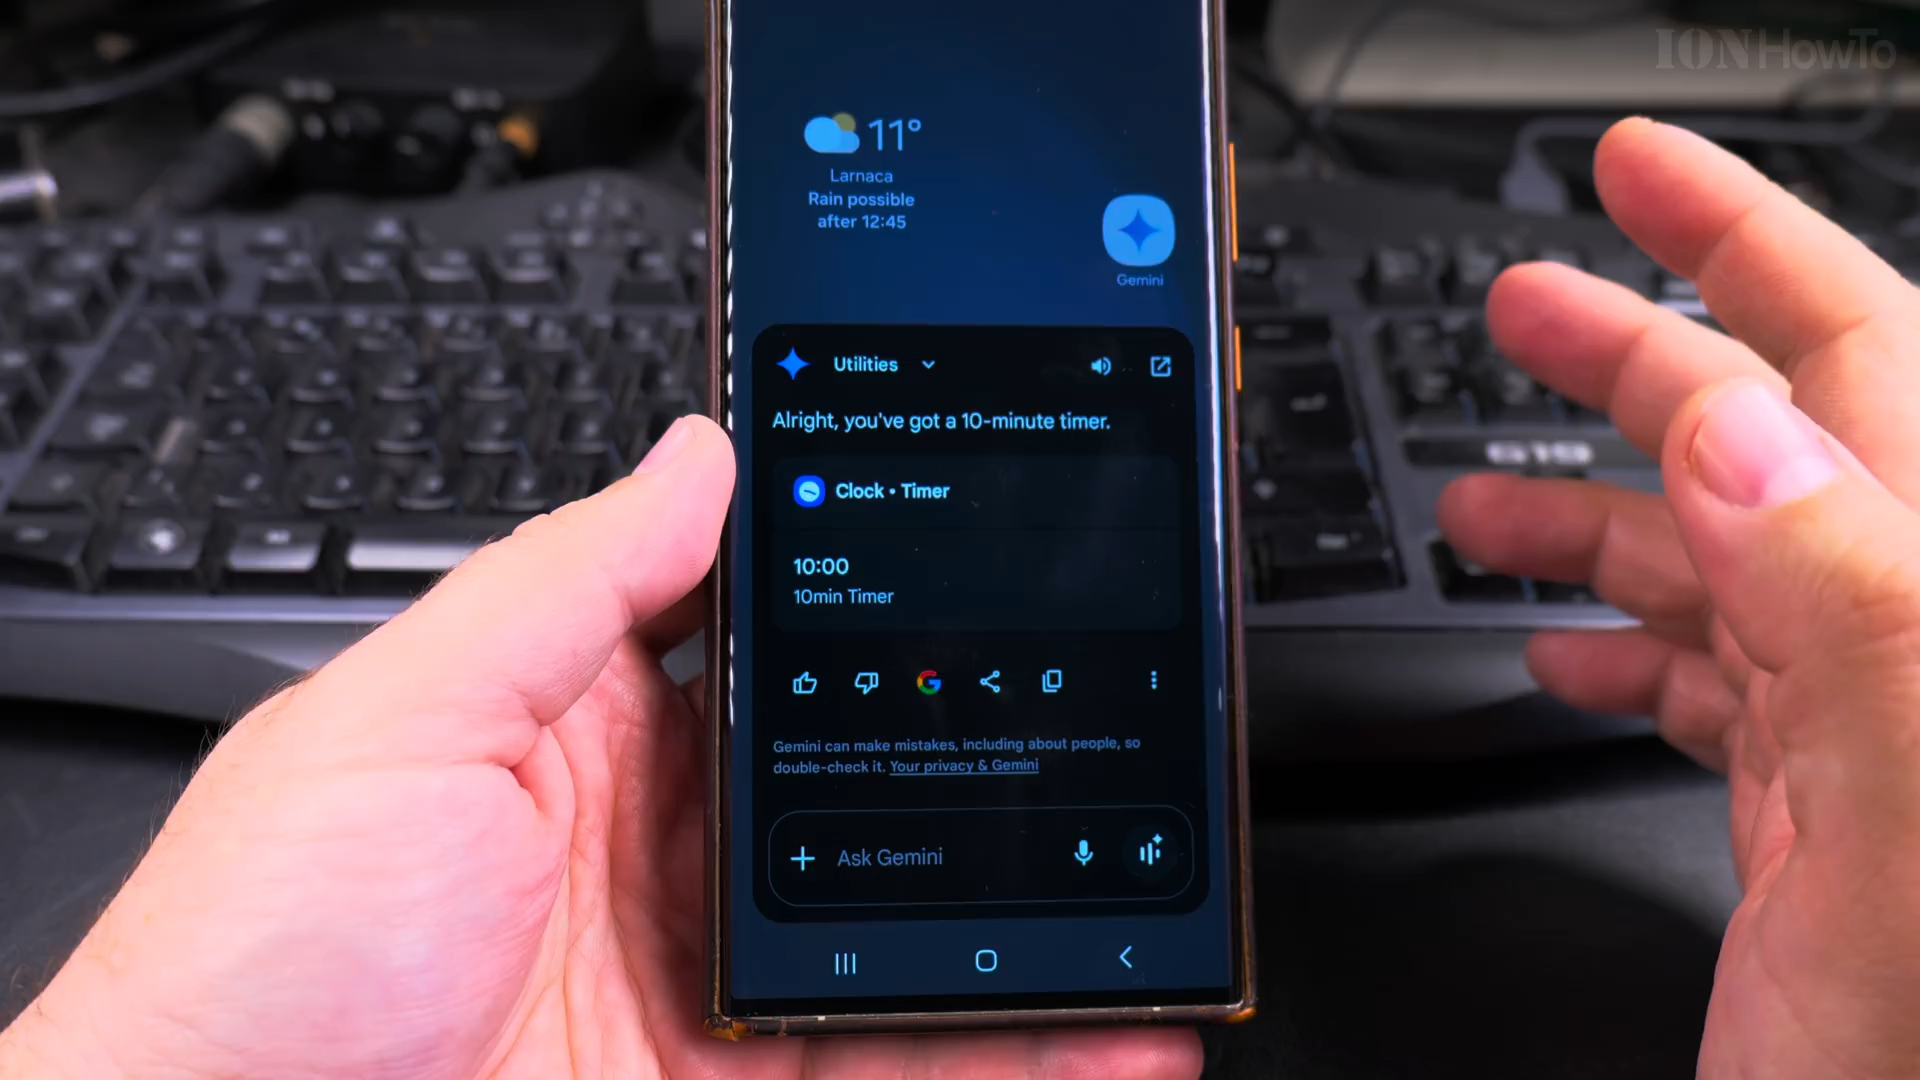 IONHowTo
11°
Larnaca
Rain possible
after 12:45
Gemini
Utilities
Alright, you've got a 10-minute timer.
Clock • Timer
10:00
10min Timer
Gemini can make mistakes, including about people, so
double-check it. Your privacy & Gemini
Ask Gemini
G19